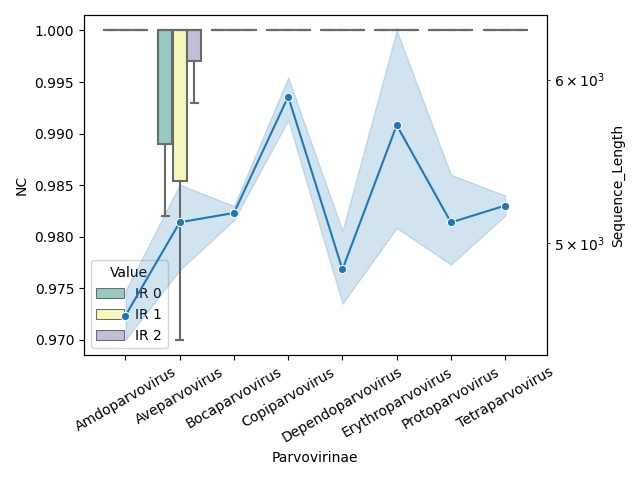 1.000
0.995
0.990
0.985
0.980
0.975
0.970
NC
6 × 10³
5 × 10³
Sequence_Length
Value
IR 0
IR 1
IR 2
Amdoparvovirus
Aveparvovirus
Bocaparvovirus
Copiparvovirus
Dependoparvovirus
Erythroparvovirus
Protoparvovirus
Tetraparvovirus
Parvovirinae